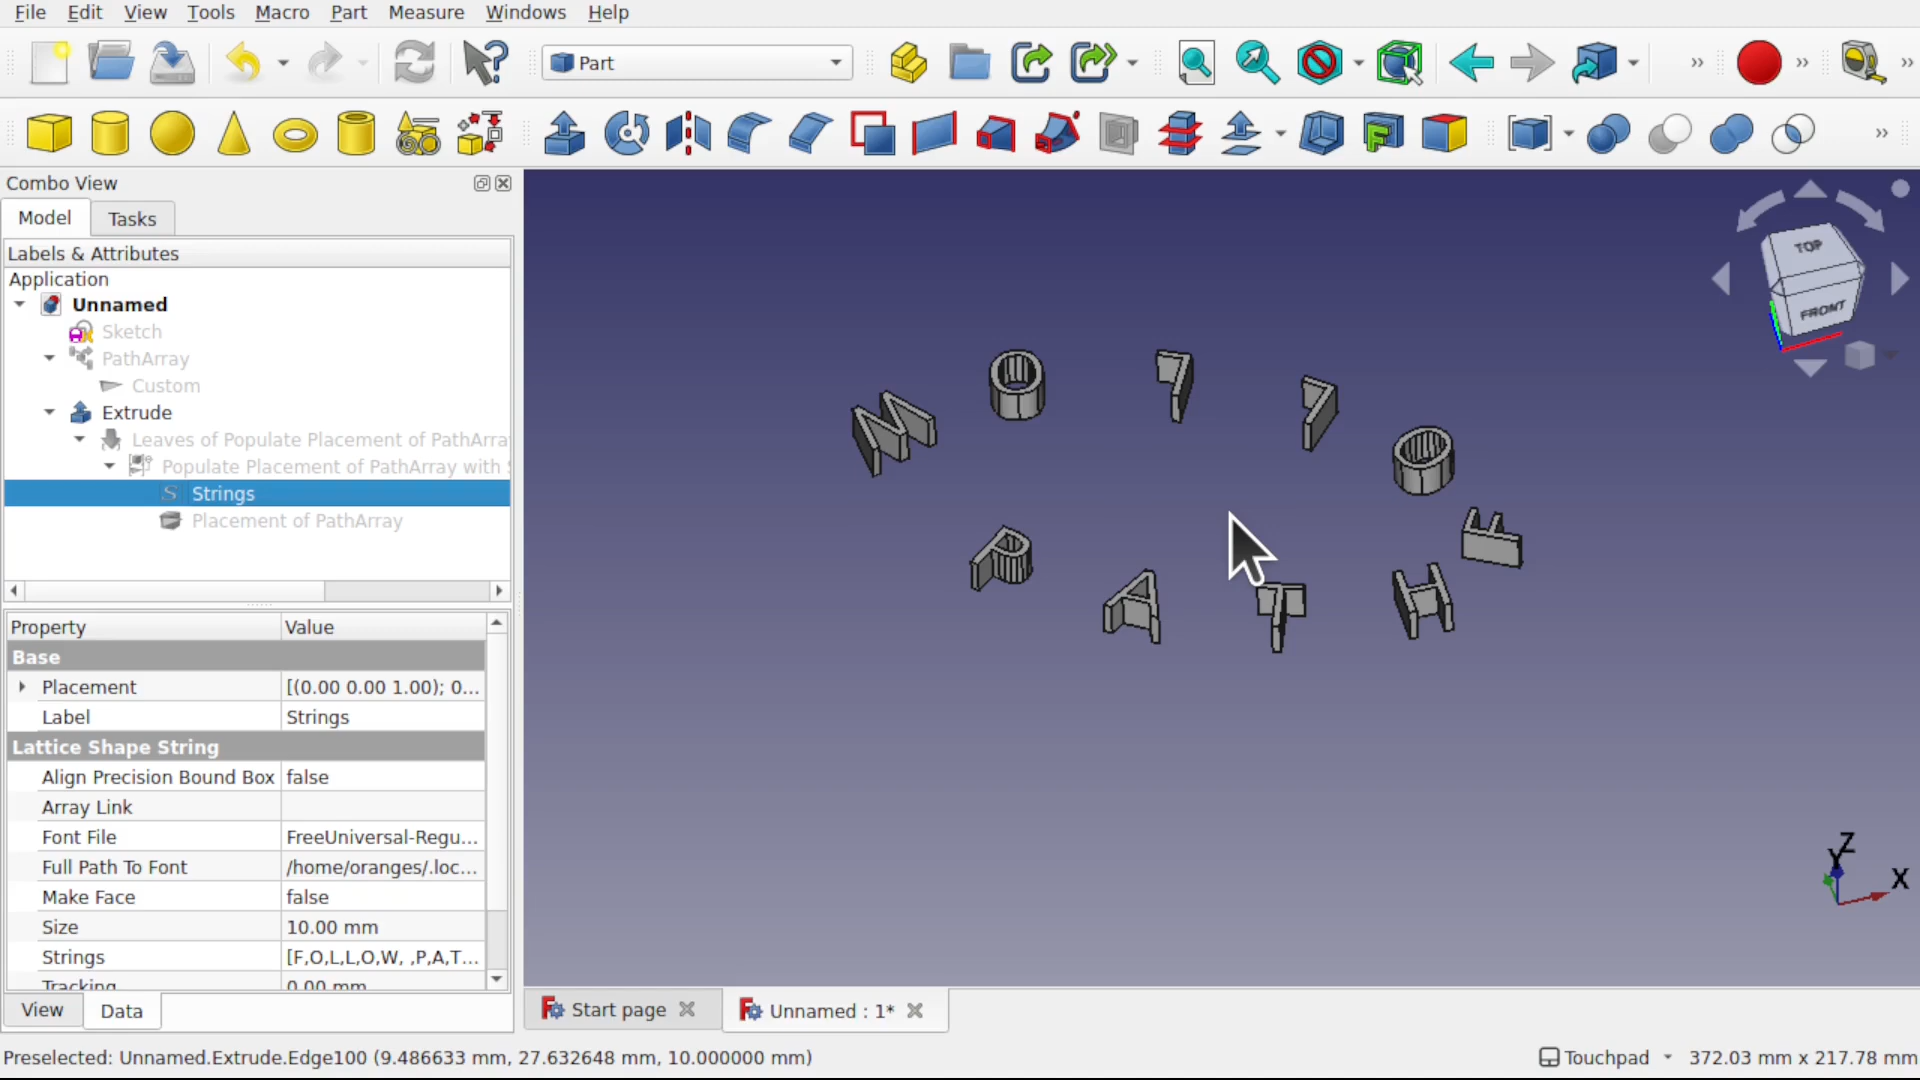 File Edit View Tools Macro Part Measure Windows Help
Part
Combo View
Model Tasks
Labels & Attributes
Application
Unnamed
Sketch
PathArray
Custom
Extrude
Leaves of Populate Placement of PathArra
Populate Placement of PathArray with
Strings
Placement of PathArray
Property Value
Base
Placement [(0.00 0.00 1.00); 0...
Label Strings
Lattice Shape String
Align Precision Bound Box false
Array Link
Font File FreeUniversal-Regu...
Full Path To Font /home/oranges/.loc...
Make Face false
Size 10.00 mm
Strings [F,O,L,L,O,W, ,P,A,T...
Tracking 0.00 mm
View Data
TOP
FRONT
F O L L O W
P A T H
Z
Y
X
Start page Unnamed : 1*
Preselected: Unnamed.Extrude.Edge100 (9.486633 mm, 27.632648 mm, 10.000000 mm) Touchpad 372.03 mm x 217.78 mm